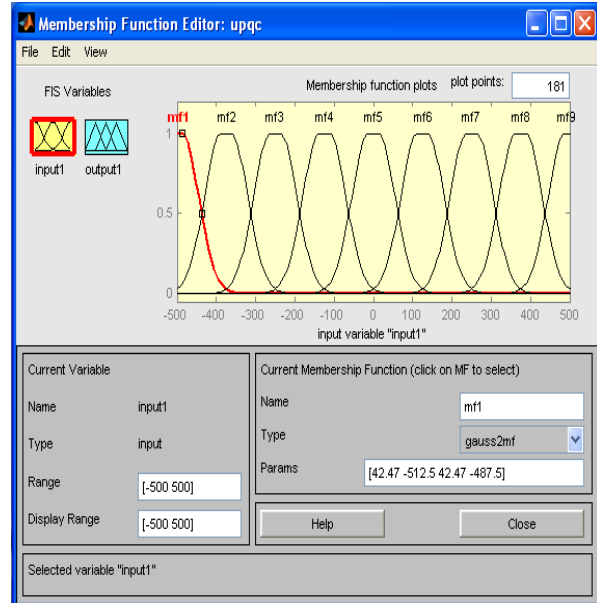 Membership Function Editor: upqc
File Edit View
FIS Variables
Membership function plots plot points: 181
input1 output1
mf1 mf2 mf3 mf4 mf5 mf6 mf7 mf8 mf9
1
0.5
0
-500 -400 -300 -200 -100 0 100 200 300 400 500
input variable "input1"
Current Variable
Name input1
Type input
Range [-500 500]
Display Range [-500 500]
Current Membership Function (click on MF to select)
Name mf1
Type gauss2mf
Params [42.47 -512.5 42.47 -487.5]
Help Close
Selected variable "input1"